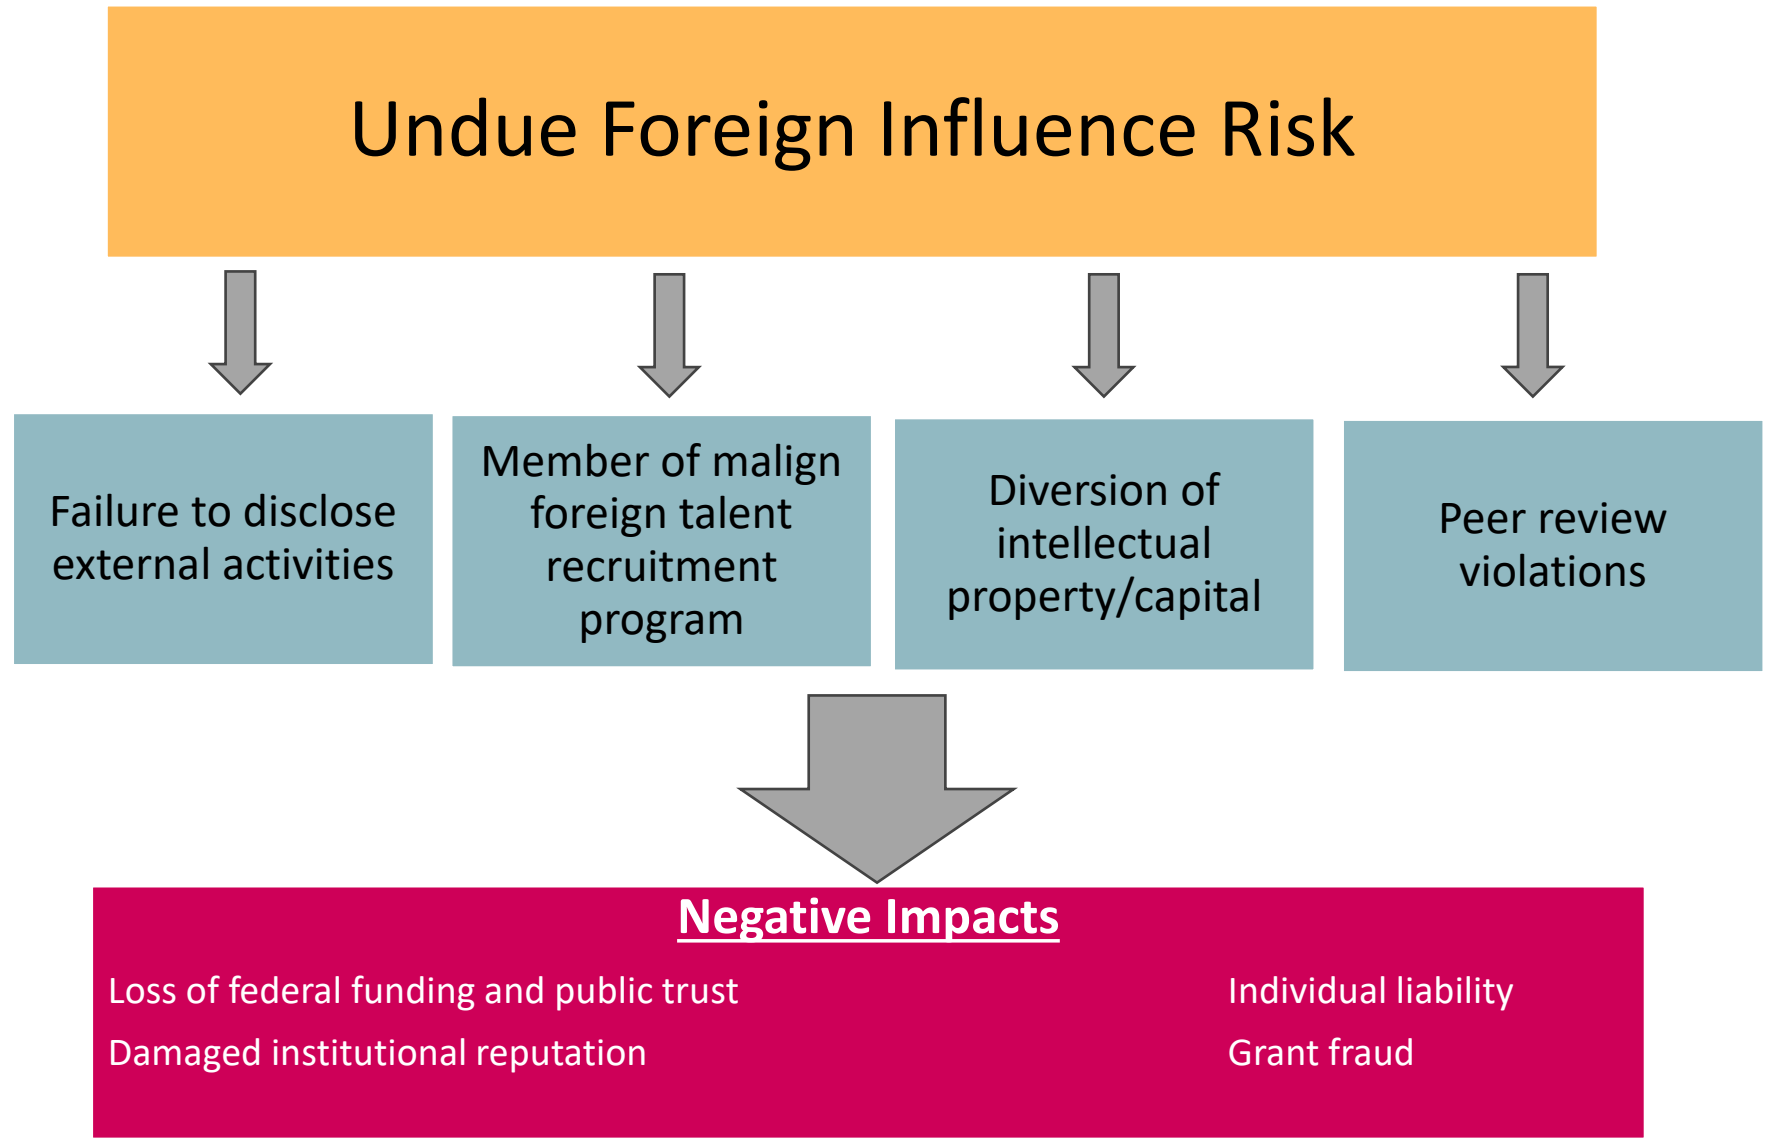 Undue Foreign Influence Risk
Failure to disclose
external activities
Member of malign
foreign talent
recruitment
program
Diversion of
intellectual
property/capital
Peer review
violations
Negative Impacts
Loss of federal funding and public trust
Damaged institutional reputation
Individual liability
Grant fraud